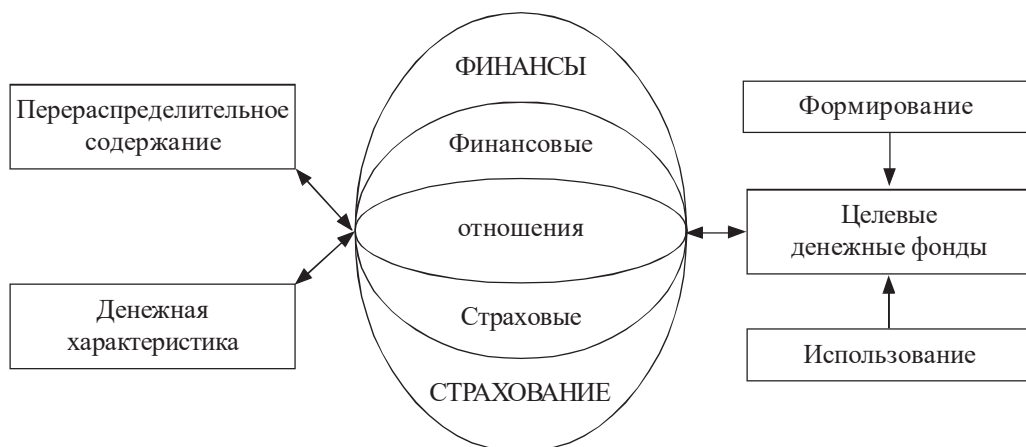 ФИНАНСЫ
Перераспределительное
содержание
Формирование
Финансовые
отношения
Целевые
денежные фонды
Денежная
характеристика
Страховые
Использование
СТРАХОВАНИЕ